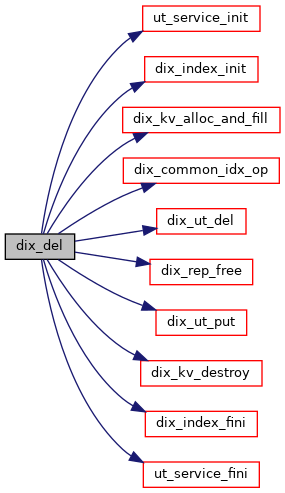 ut_service_init
dix_index_init
dix_kv_alloc_and_fill
dix_common_idx_op
dix_ut_del
dix_del
dix_rep_free
dix_ut_put
dix_kv_destroy
dix_index_fini
ut_service_fini